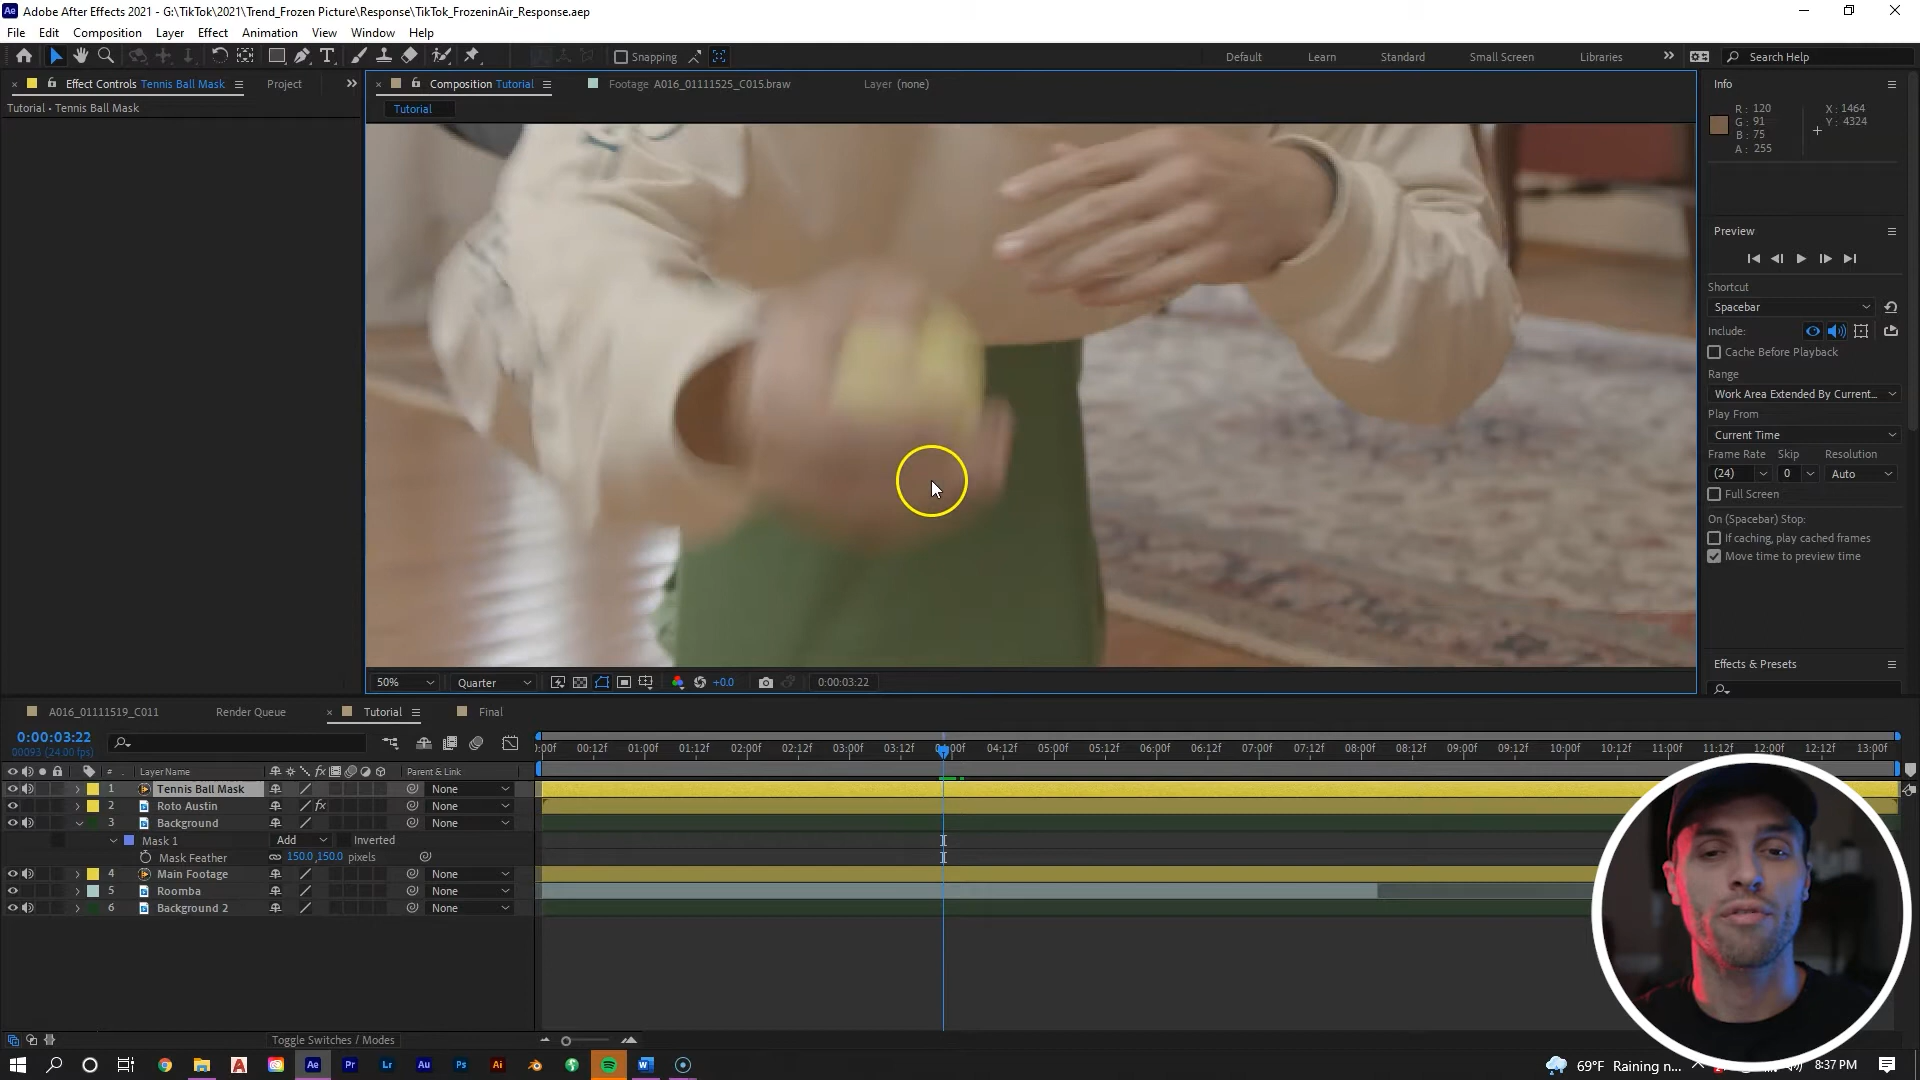 Adobe After Effects 2021 - G:\TikTok\2021\Trend_Frozen Picture\Response\TikTok_FrozeninAir_Response.aep
File Edit Composition Layer Effect Animation View Window Help
Snapping Default Learn Standard Small Screen Libraries Search Help
Effect Controls Tennis Ball Mask Project
Composition Tutorial Footage A016_01111525_C015.braw Layer (none)
Info
Tutorial • Tennis Ball Mask
Tutorial
R : 120 X : 1464
G : 91 Y : 4324
B : 75
A : 255
Preview
Shortcut
Spacebar
Include:
Cache Before Playback
Range
Work Area Extended By Current...
Play From
Current Time
Frame Rate Skip Resolution
(24) 0 Auto
Full Screen
On (Spacebar) Stop:
If caching, play cached frames
Move time to preview time
Effects & Presets
50% Quarter +0.0 0:00:03:22
A016_01111519_C011 Render Queue Tutorial Final
0:00:03:22
00093 (24.00 fps)
:00f 00:12f 01:00f 01:12f 02:00f 02:12f 03:00f 03:12f 04:00f 04:12f 05:00f 05:12f 06:00f 06:12f 07:00f 07:12f 08:00f 08:12f 09:00f 09:12f 10:00f 10:12f 11:00f 11:12f 12:00f 12:12f 13:00f
# Layer Name fx Parent & Link
1 Tennis Ball Mask None
2 Roto Austin fx None
3 Background None
Mask 1 Add Inverted
Mask Feather 150.0,150.0 pixels
4 Main Footage None
5 Roomba None
6 Background 2 None
Toggle Switches / Modes
Ae Pr Lr Au Ps Ai 69°F Raining n... 8:37 PM